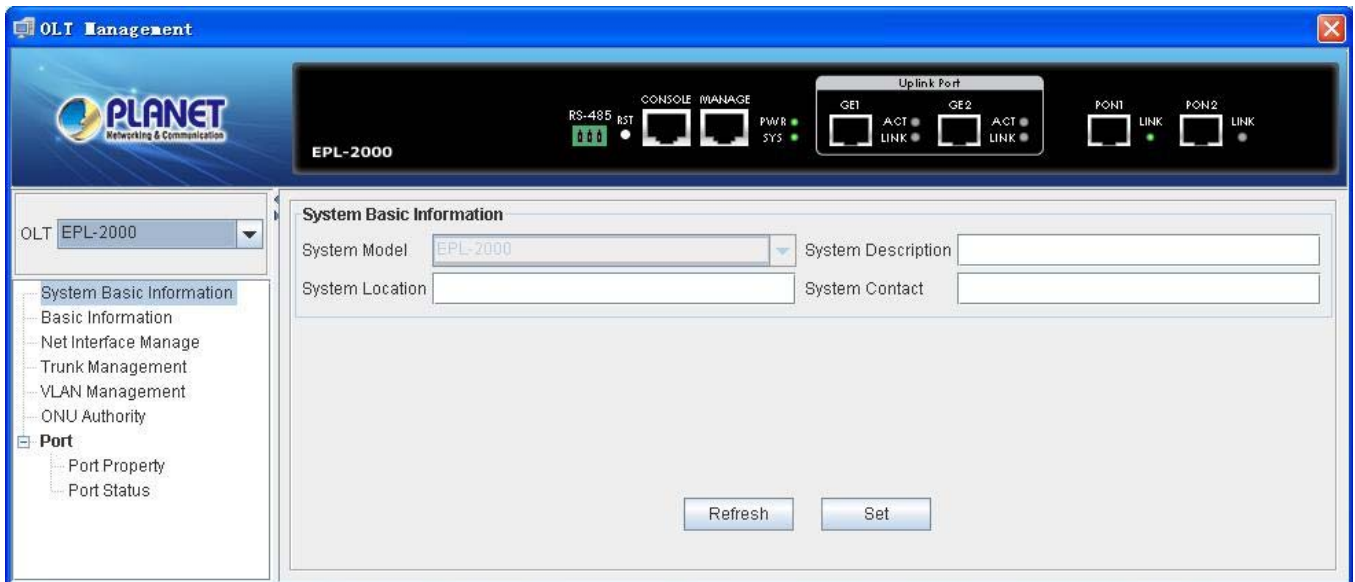 OLT Management
PLANET
Networking & Communication
EPL-2000
RS-485 RST
CONSOLE MANAGE
PWR
SYS
Uplink Port
GE1 GE2
ACT ACT
LINK LINK
PON1 PON2
LINK LINK
OLT EPL-2000
System Basic Information
Basic Information
Net Interface Manage
Trunk Management
VLAN Management
ONU Authority
Port
Port Property
Port Status
System Basic Information
System Model EPL-2000 System Description
System Location System Contact
Refresh Set